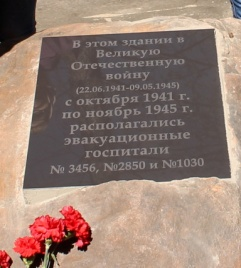 В этом здании в
Великую
Отечественную
войну
(22.06.1941-09.05.1945)
с октября 1941 г.
по ноябрь 1945 г.
располагались
эвакуационные
госпитали
№ 3456, №2850 и №1030